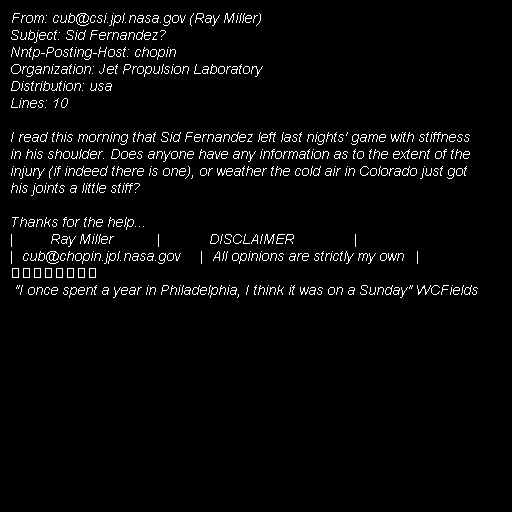 From: cub@csi.jpl.nasa.gov (Ray Miller)
Subject: Sid Fernandez?
Nntp-Posting-Host: chopin
Organization: Jet Propulsion Laboratory
Distribution: usa
Lines: 10

I read this morning that Sid Fernandez left last nights' game with stiffness
in his shoulder. Does anyone have any information as to the extent of the
injury (if indeed there is one), or weather the cold air in Colorado just got
his joints a little stiff?

Thanks for the help...
| Ray Miller | DISCLAIMER |
| cub@chopin.jpl.nasa.gov | All opinions are strictly my own |
"I once spent a year in Philadelphia, I think it was on a Sunday" WCFields